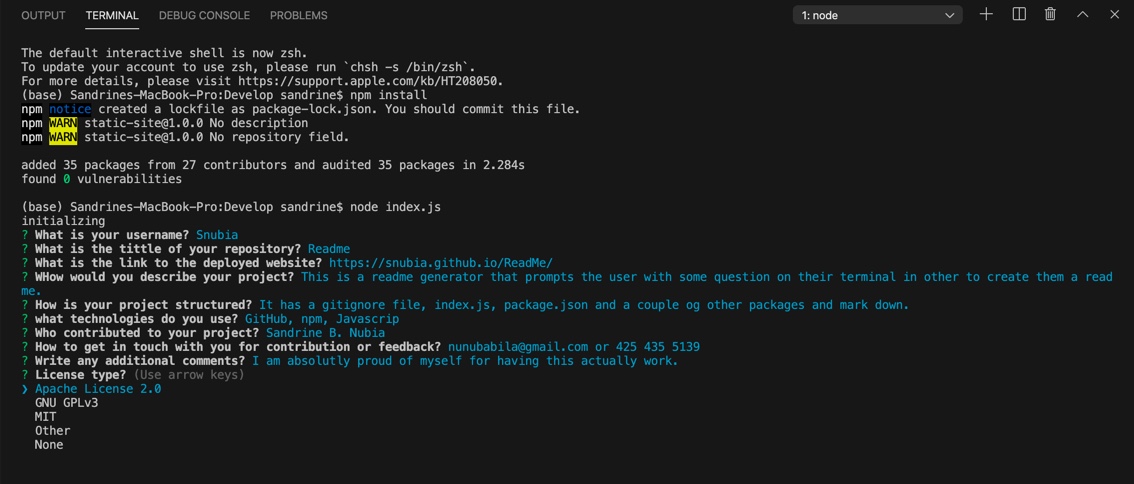 OUTPUT TERMINAL DEBUG CONSOLE PROBLEMS 1: node
The default interactive shell is now zsh.
To update your account to use zsh, please run `chsh -s /bin/zsh`.
For more details, please visit https://support.apple.com/kb/HT208050.
(base) Sandrines-MacBook-Pro:Develop sandrine$ npm install
npm notice created a lockfile as package-lock.json. You should commit this file.
npm WARN static-site@1.0.0 No description
npm WARN static-site@1.0.0 No repository field.
added 35 packages from 27 contributors and audited 35 packages in 2.284s
found 0 vulnerabilities
(base) Sandrines-MacBook-Pro:Develop sandrine$ node index.js
initializing
? What is your username? Snubia
? What is the tittle of your repository? Readme
? What is the link to the deployed website? https://snubia.github.io/ReadMe/
? WHow would you describe your project? This is a readme generator that prompts the user with some question on their terminal in other to create them a read
me.
? How is your project structured? It has a gitignore file, index.js, package.json and a couple og other packages and mark down.
? what technologies do you use? GitHub, npm, Javascrip
? Who contributed to your project? Sandrine B. Nubia
? How to get in touch with you for contribution or feedback? nunubabila@gmail.com or 425 435 5139
? Write any additional comments? I am absolutly proud of myself for having this actually work.
? License type? (Use arrow keys)
❯ Apache License 2.0
GNU GPLv3
MIT
Other
None